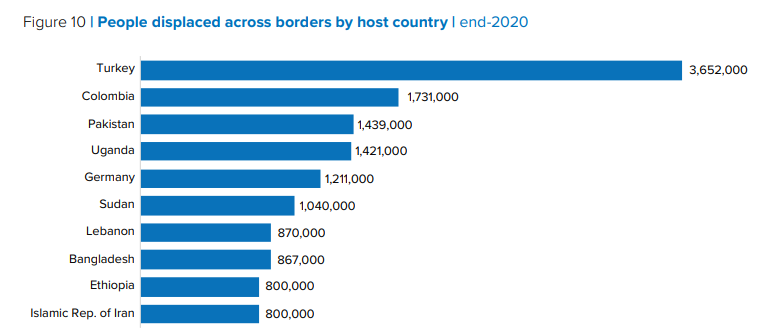 Figure 10 | People displaced across borders by host country | end-2020
Turkey 3,652,000
Colombia 1,731,000
Pakistan 1,439,000
Uganda 1,421,000
Germany 1,211,000
Sudan 1,040,000
Lebanon 870,000
Bangladesh 867,000
Ethiopia 800,000
Islamic Rep. of Iran 800,000